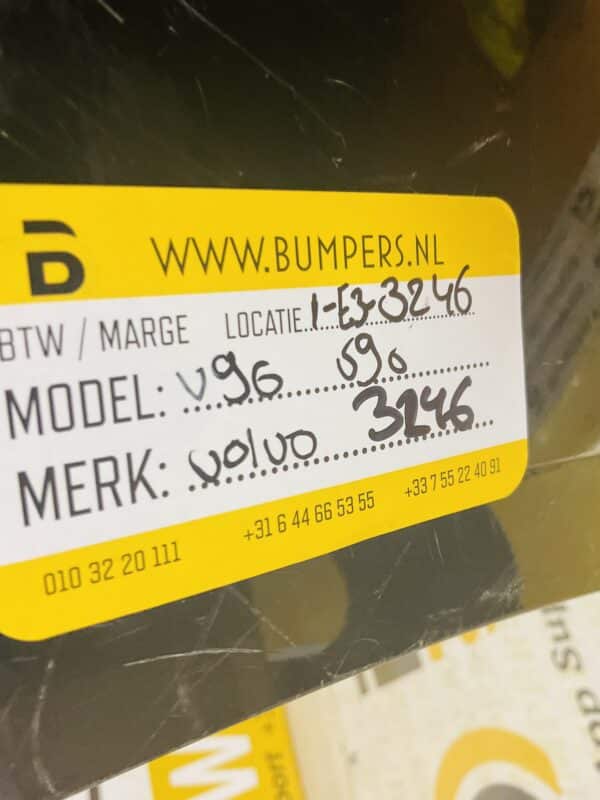 WWW.BUMPERS.NL
BTW / MARGE LOCATIE. 1-E3-3246
MODEL: V90 S90
MERK: VOLVO 3246
010 32 20 111 +31 6 44 66 53 55 +33 7 55 22 40 91